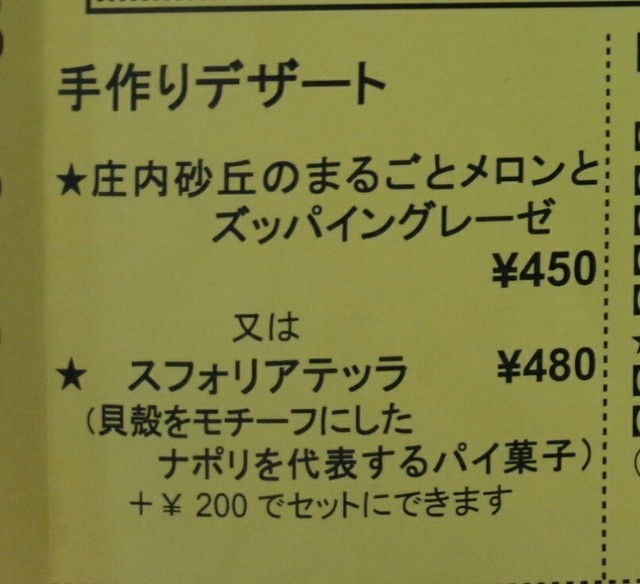 手作りデザート
★庄内砂丘のまるごとメロンと
ズッパイングレーゼ
¥450
又は
★ スフォリアテッラ ¥480
(貝殻をモチーフにした
ナポリを代表するパイ菓子)
+¥ 200 でセットにできます